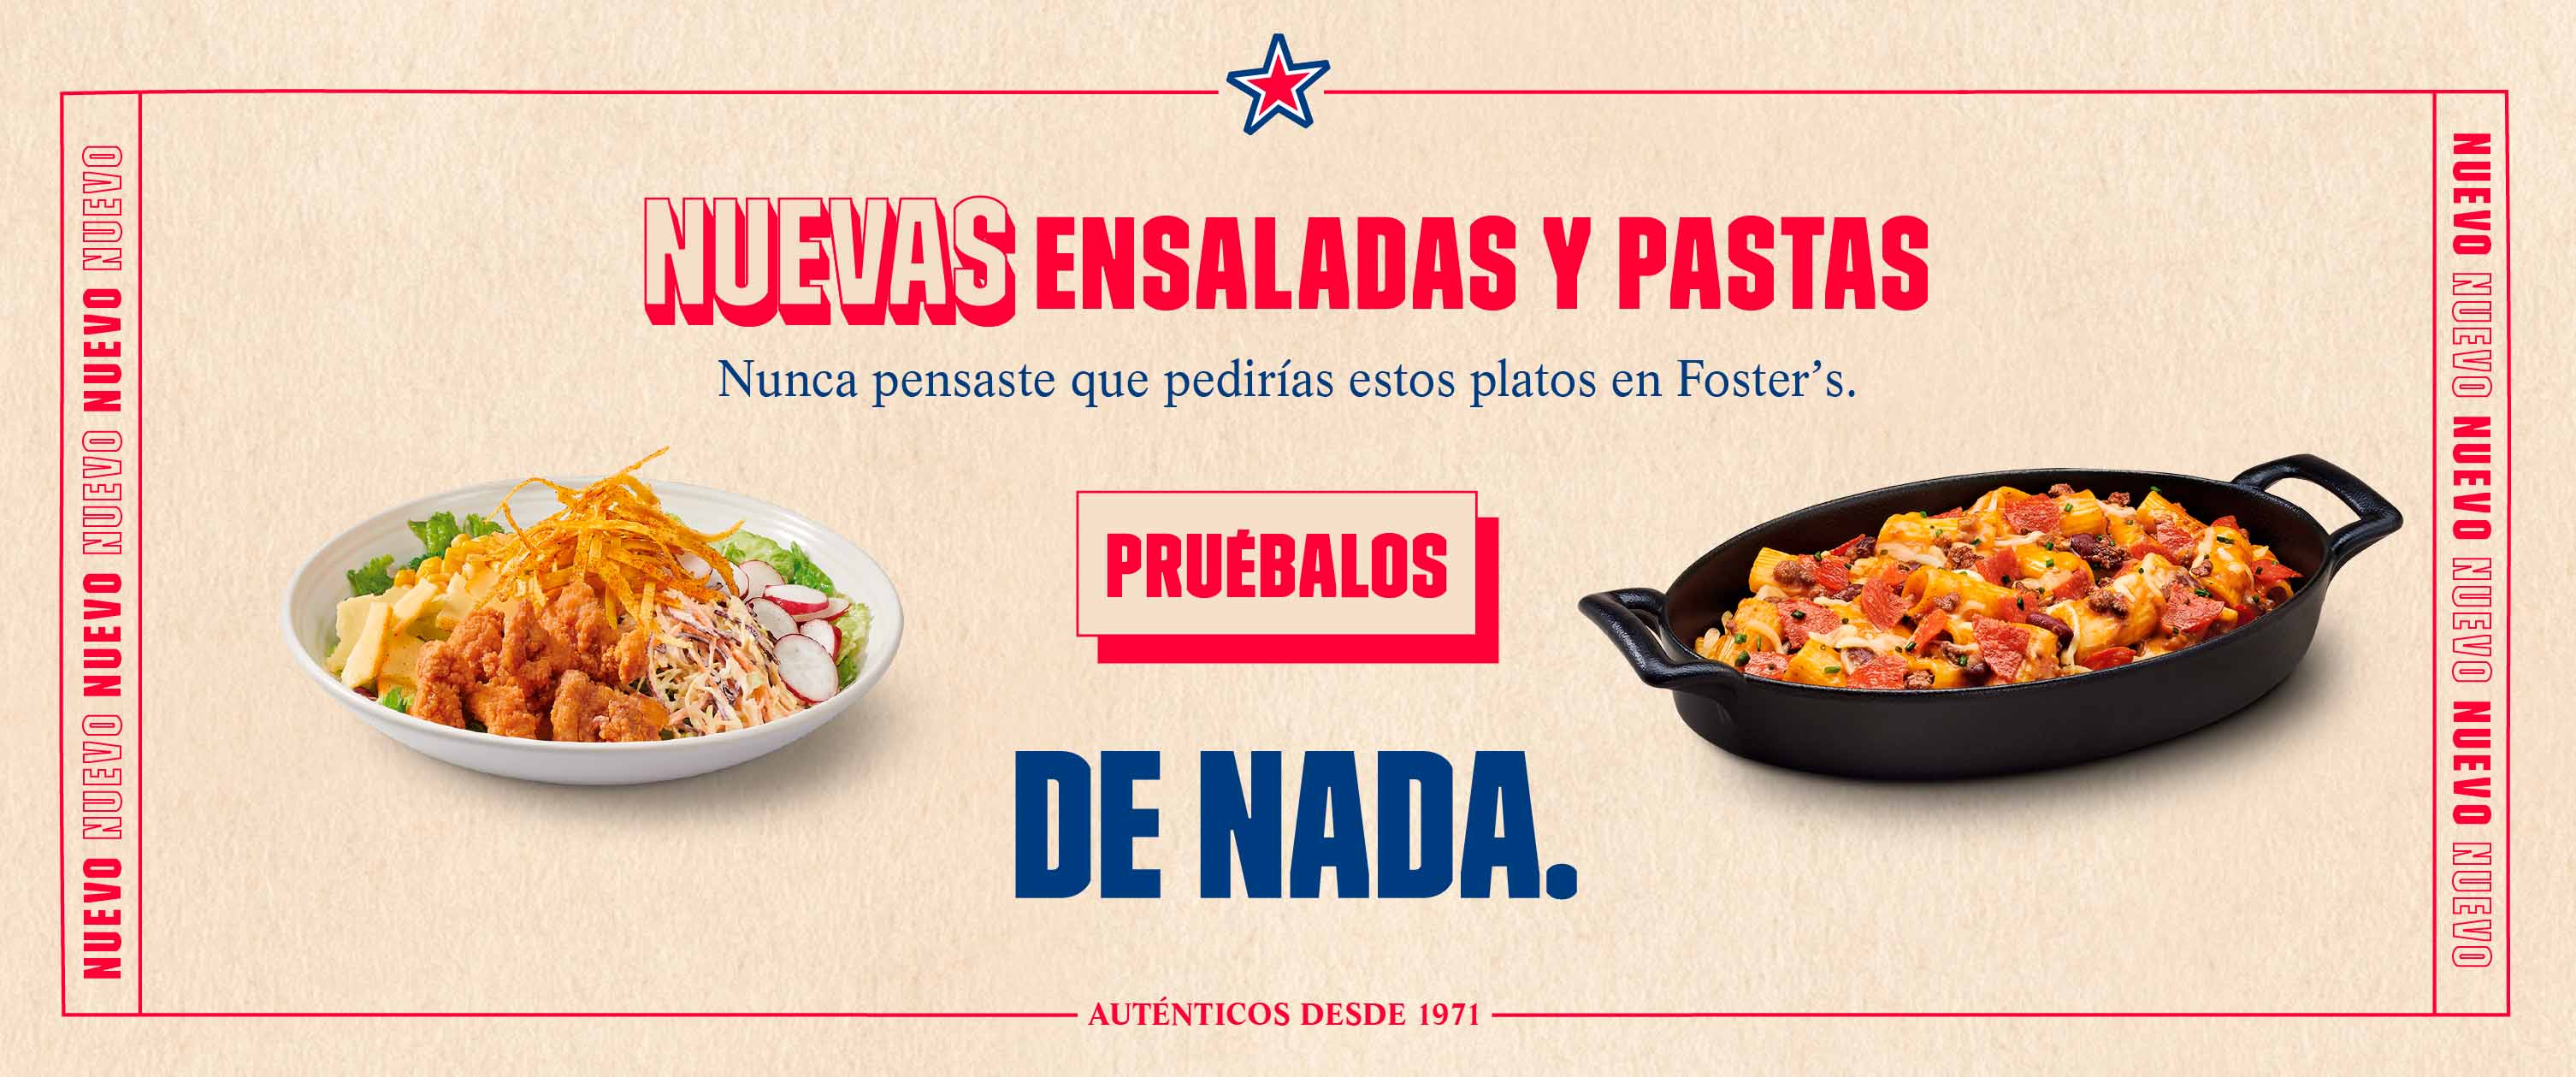 NUEVAS ENSALADAS Y PASTAS
Nunca pensaste que pedirías estos platos en Foster's.
PRUÉBALOS
DE NADA.
AUTÉNTICOS DESDE 1971
NUEVO NUEVO NUEVO NUEVO NUEVO NUEVO
NUEVO NUEVO NUEVO NUEVO NUEVO NUEVO